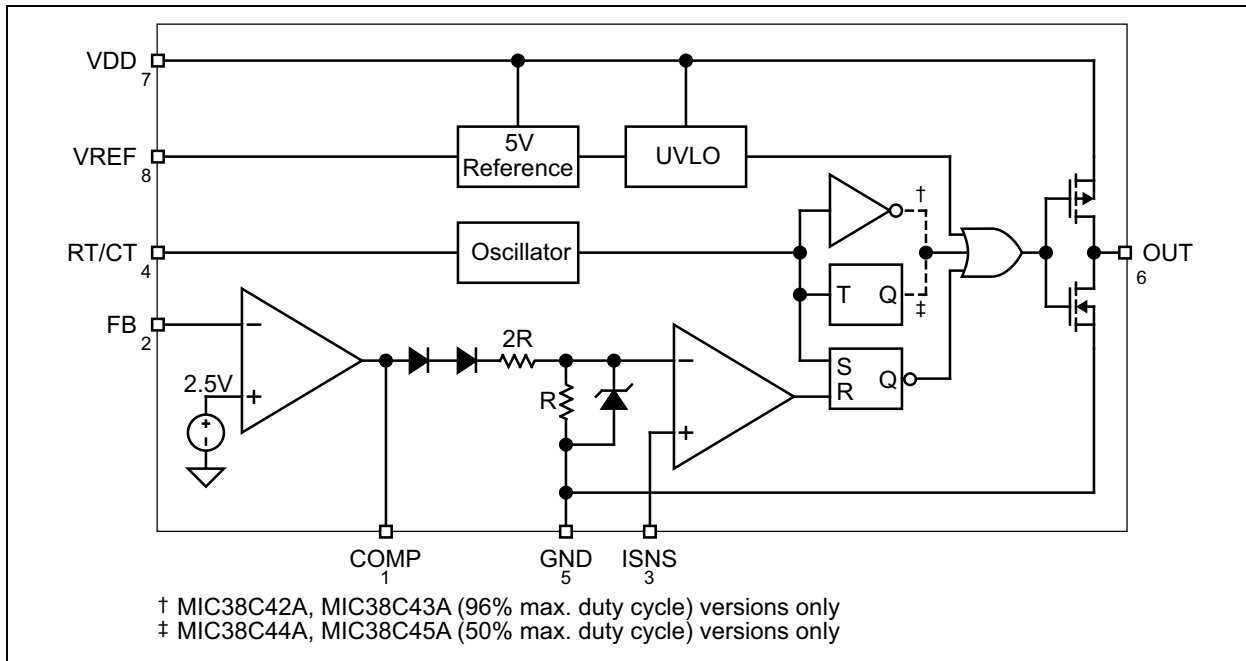 VDD
7
VREF
8
5V
Reference
UVLO
†
RT/CT
4
Oscillator
OUT
6
T Q
‡
FB
2
−
2R
2.5V
+
R
−
+
S
R
Q
+
−
COMP
1
GND
5
ISNS
3
† MIC38C42A, MIC38C43A (96% max. duty cycle) versions only
‡ MIC38C44A, MIC38C45A (50% max. duty cycle) versions only